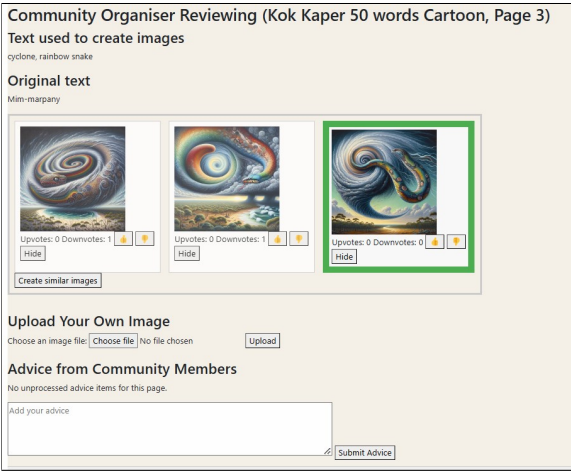 Community Organiser Reviewing (Kok Kaper 50 words Cartoon, Page 3)
Text used to create images
cyclone, rainbow snake
Original text
Mim-marpany
Upvotes: 0 Downvotes: 1
Hide
Upvotes: 0 Downvotes: 1
Hide
Upvotes: 0 Downvotes: 0
Hide
Create similar images
Upload Your Own Image
Choose an image file: Choose file No file chosen Upload
Advice from Community Members
No unprocessed advice items for this page.
Add your advice
Submit Advice